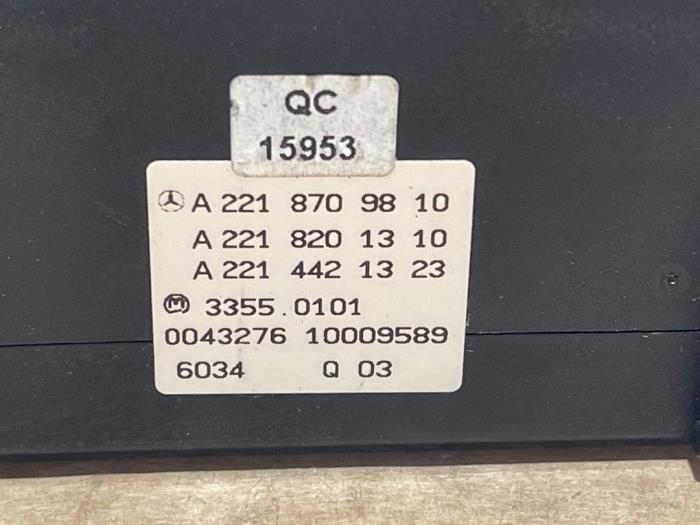 QC
15953
A 221 870 98 10
A 221 820 13 10
A 221 442 13 23
M 3355.0101
0043276 10009589
6034 Q 03